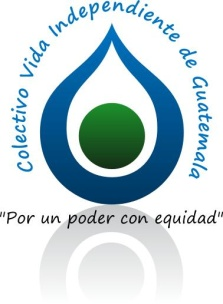 Colectivo Vida Independiente de Guatemala
"Por un poder con equidad"